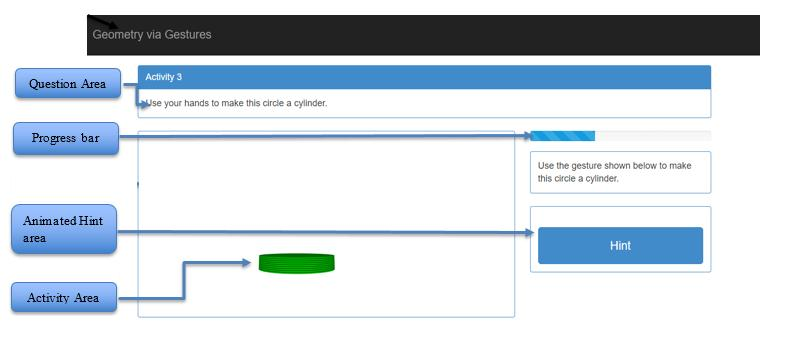 Geometry via Gestures
Question Area
Activity 3
Use your hands to make this circle a cylinder.
Progress bar
Use the gesture shown below to make
this circle a cylinder.
Animated Hint
area
Hint
Activity Area